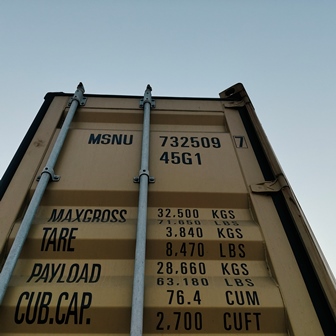 MSNU 732509 7
45G1
MAXGROSS 32.500 KGS
71.650 LBS
TARE 3.840 KGS
8.470 LBS
PAYLOAD 28.660 KGS
63.180 LBS
CUB.CAP. 76.4 CUM
2.700 CUFT